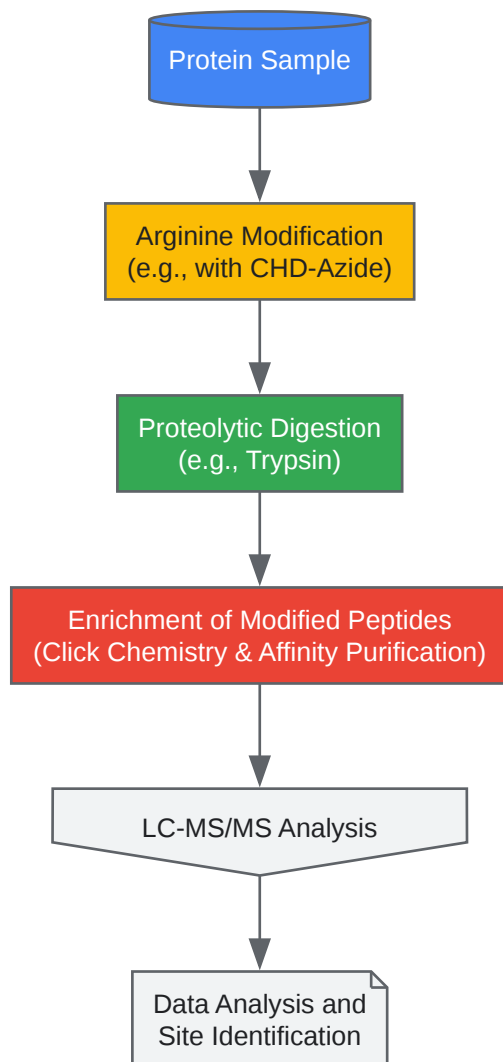 Protein Sample
Arginine Modification
(e.g., with CHD-Azide)
Proteolytic Digestion
(e.g., Trypsin)
Enrichment of Modified Peptides
(Click Chemistry & Affinity Purification)
LC-MS/MS Analysis
Data Analysis and
Site Identification